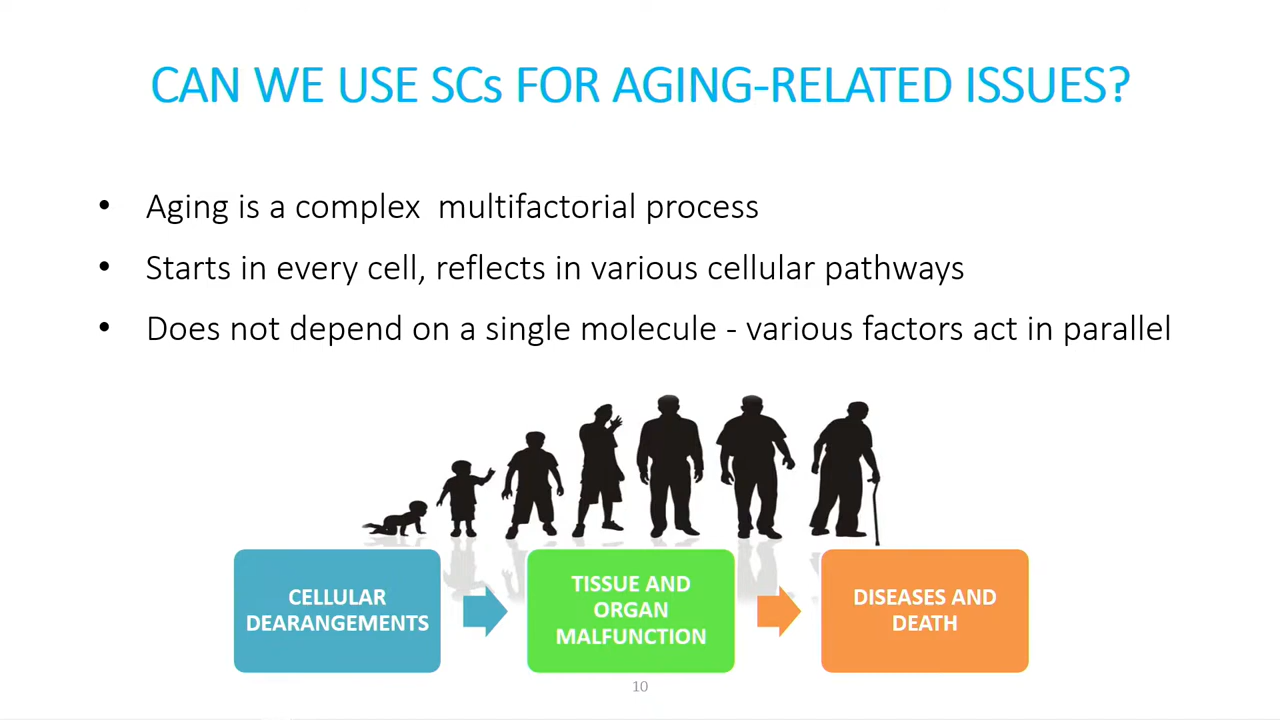 CAN WE USE SCs FOR AGING-RELATED ISSUES?
• Aging is a complex  multifactorial process
• Starts in every cell, reflects in various cellular pathways
• Does not depend on a single molecule - various factors act in parallel
CELLULAR
DEARANGEMENTS
TISSUE AND
ORGAN
MALFUNCTION
DISEASES AND
DEATH
10